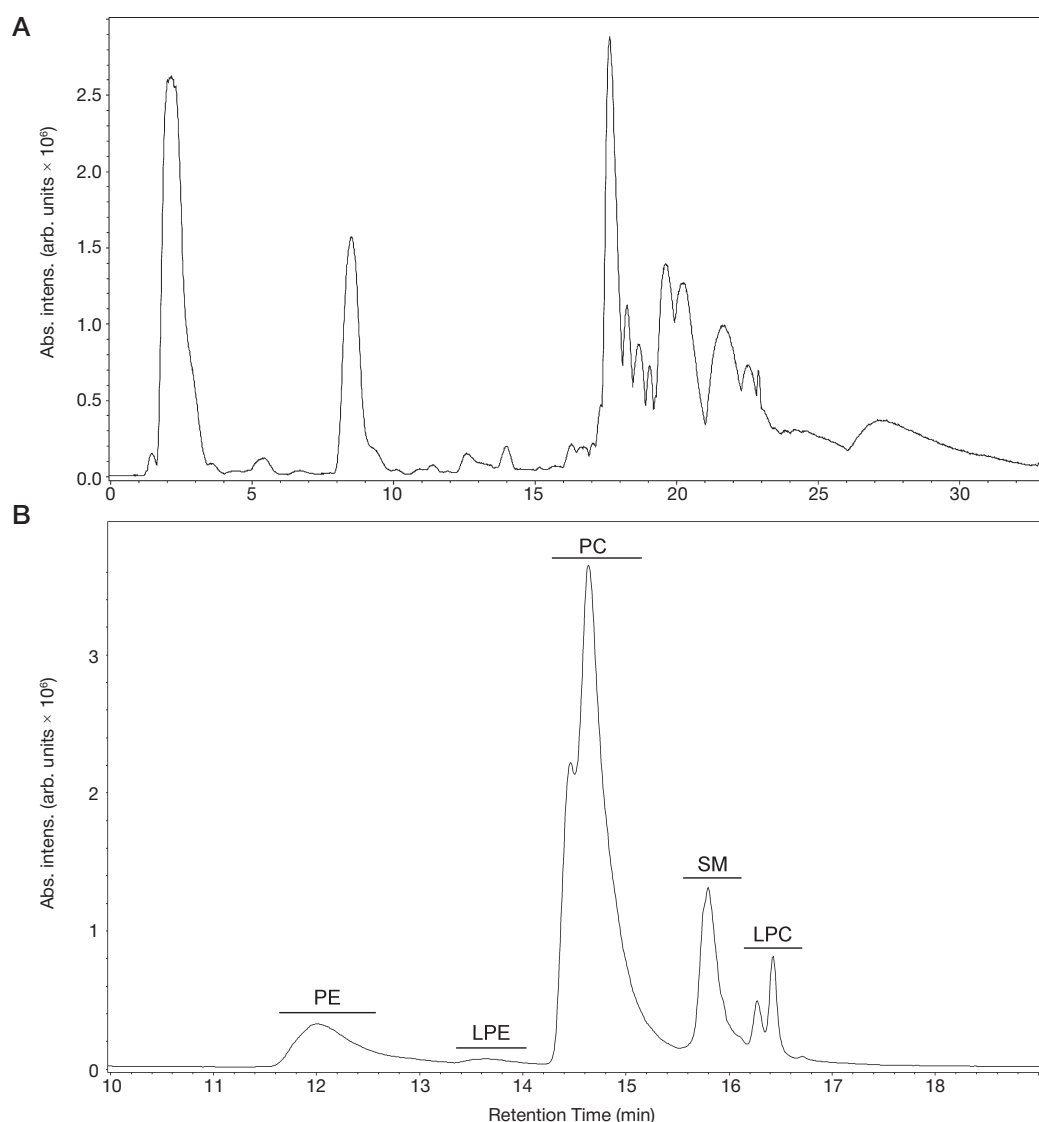 A
Abs. intens. (arb. units × 10⁶)
2.5
2.0
1.5
1.0
0.5
0.0
0 5 10 15 20 25 30
B
Abs. intens. (arb. units × 10⁶)
3
2
1
0
PC
SM
LPC
PE
LPE
10 11 12 13 14 15 16 17 18
Retention Time (min)